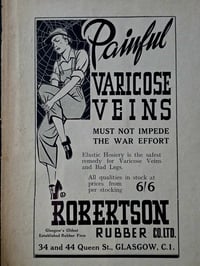 Painful
VARICOSE
VEINS
MUST NOT IMPEDE
THE WAR EFFORT
Elastic Hosiery is the safest
remedy for Varicose Veins
and Bad Legs.
All qualities in stock at
prices from
per stocking 6/6
ROBERTSON
Glasgow's Oldest
Established Rubber Firm
RUBBER CO. LTD.
34 and 44 Queen St., GLASGOW, C.1.